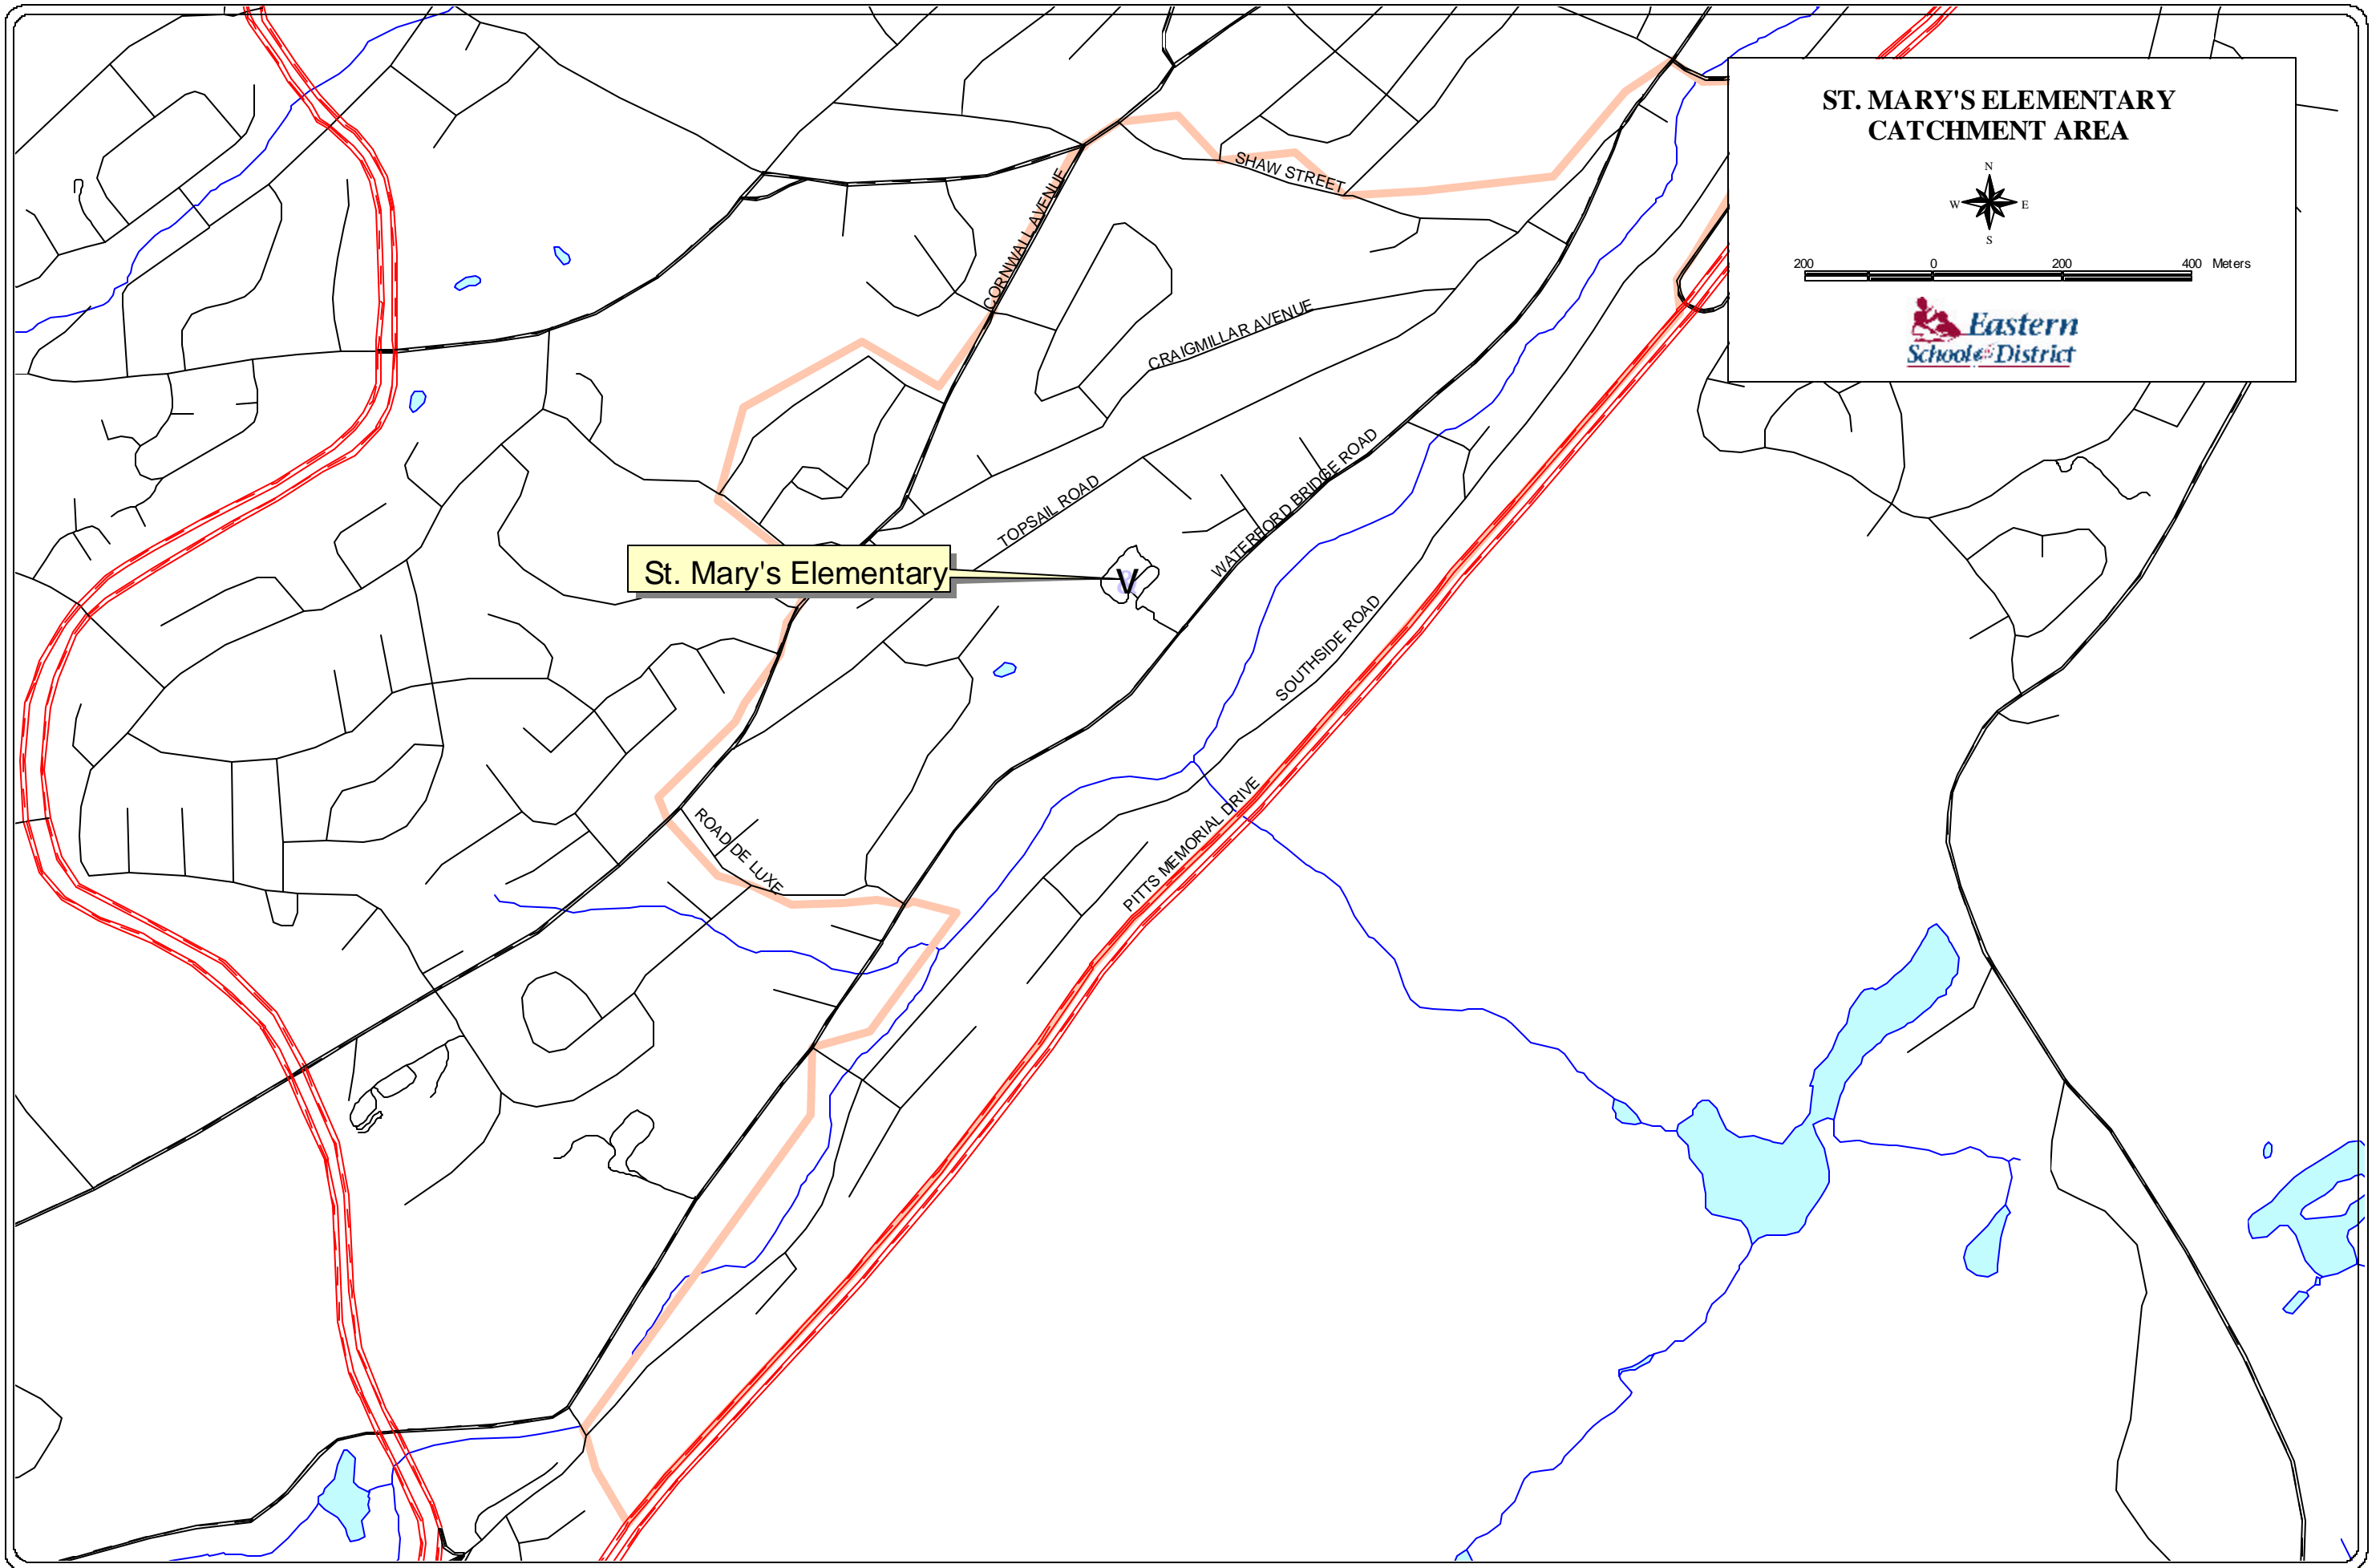 ST. MARY'S ELEMENTARY
CATCHMENT AREA
N
W E
S
200 0 200 400 Meters
Eastern
School District
SHAW STREET
CORNWALL AVENUE
CRAIGMILLAR AVENUE
TOPSAIL ROAD
WATERFORD BRIDGE ROAD
St. Mary's Elementary
V
SOUTHSIDE ROAD
PITTS MEMORIAL DRIVE
ROAD DE LUXE